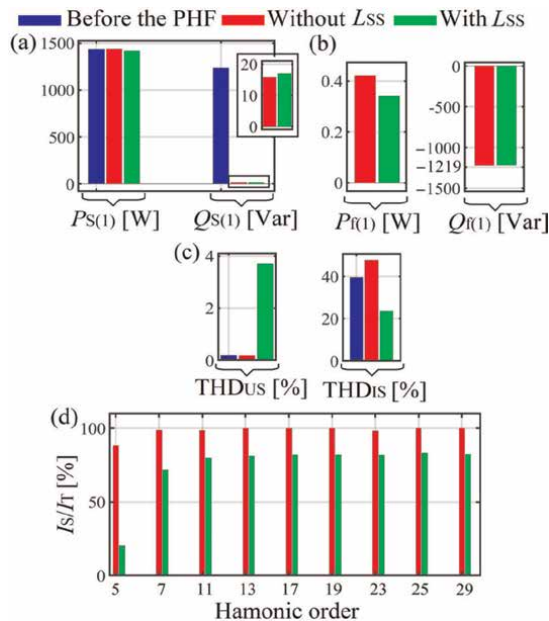 Before the PHF Without LSS With LSS
(a) (b)
1500
1000
500
0
20
10
0
PS(1) [W] QS(1) [Var]
0.4
0.2
0
Pf(1) [W]
0
-500
-1000
-1219
-1500
Qf(1) [Var]
(c)
4
2
0
THDUS [%]
40
20
0
THDIS [%]
(d)
100
50
0
IS/IT [%]
5 7 11 13 17 19 23 25 29
Hamonic order